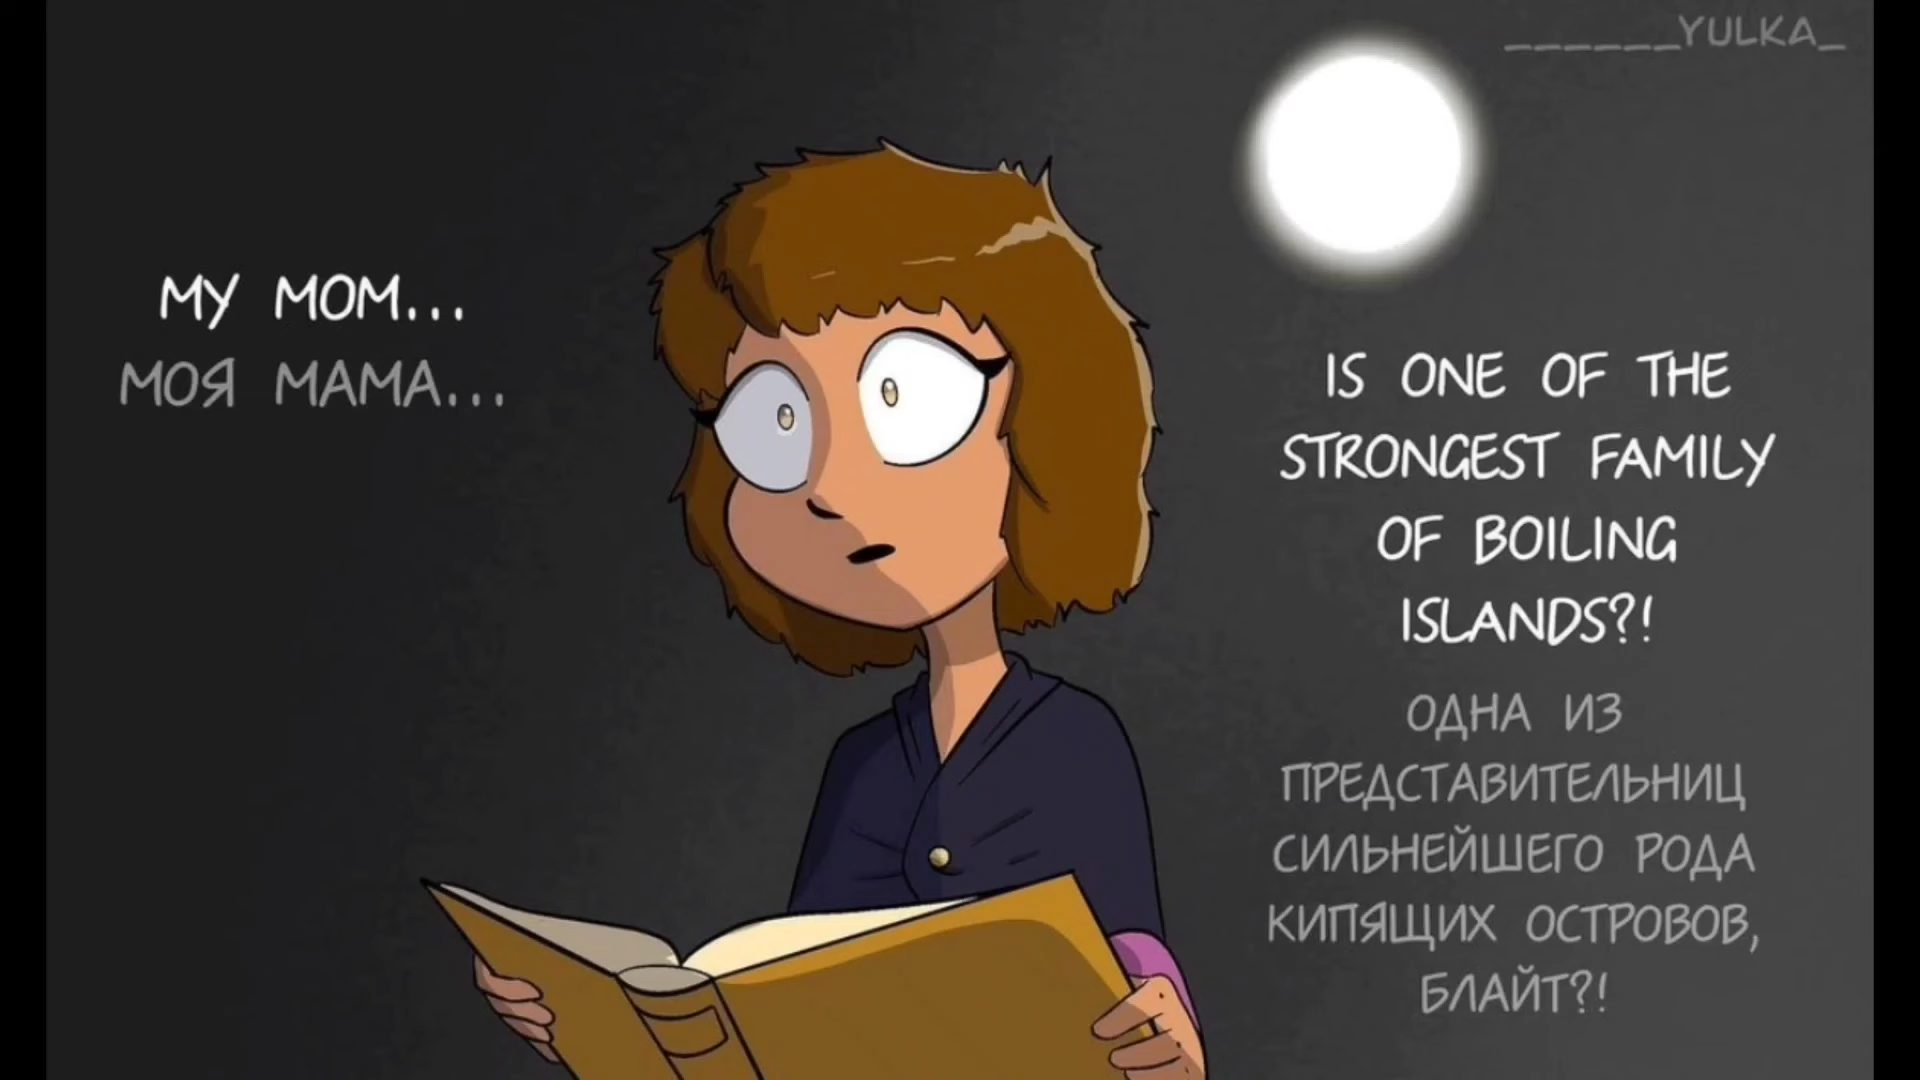 ______YULKA_
MY MOM...
МОЯ МАМА...
IS ONE OF THE
STRONGEST FAMILY
OF BOILING
ISLANDS?!
ОДНА ИЗ
ПРЕДСТАВИТЕЛЬНИЦ
СИЛЬНЕЙШЕГО РОДА
КИПЯЩИХ ОСТРОВОВ,
БЛАЙТ?!